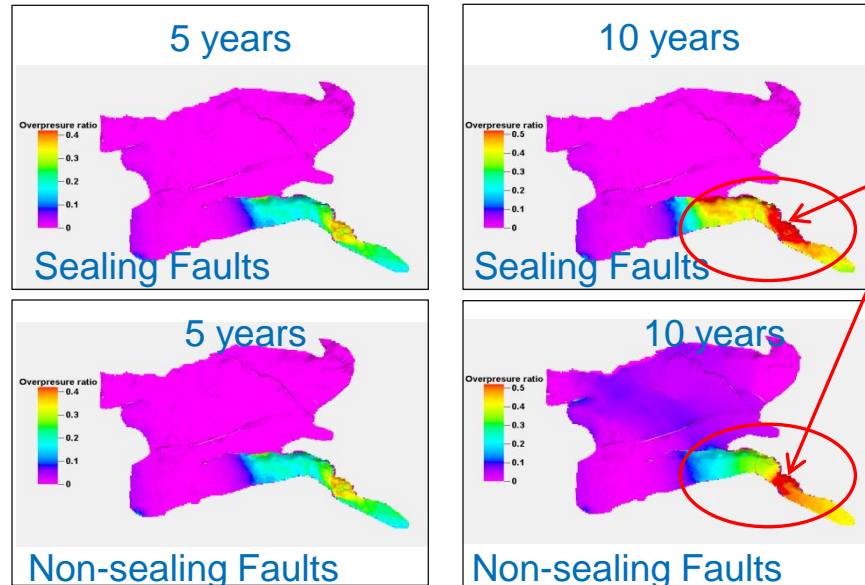 5 years
Overpresure ratio
0.4
0.3
0.2
0.1
0
Sealing Faults
10 years
Overpresure ratio
0.5
0.4
0.3
0.2
0.1
0
Sealing Faults
5 years
Overpresure ratio
0.4
0.3
0.2
0.1
0
Non-sealing Faults
10 years
Overpresure ratio
0.5
0.4
0.3
0.2
0.1
0
Non-sealing Faults